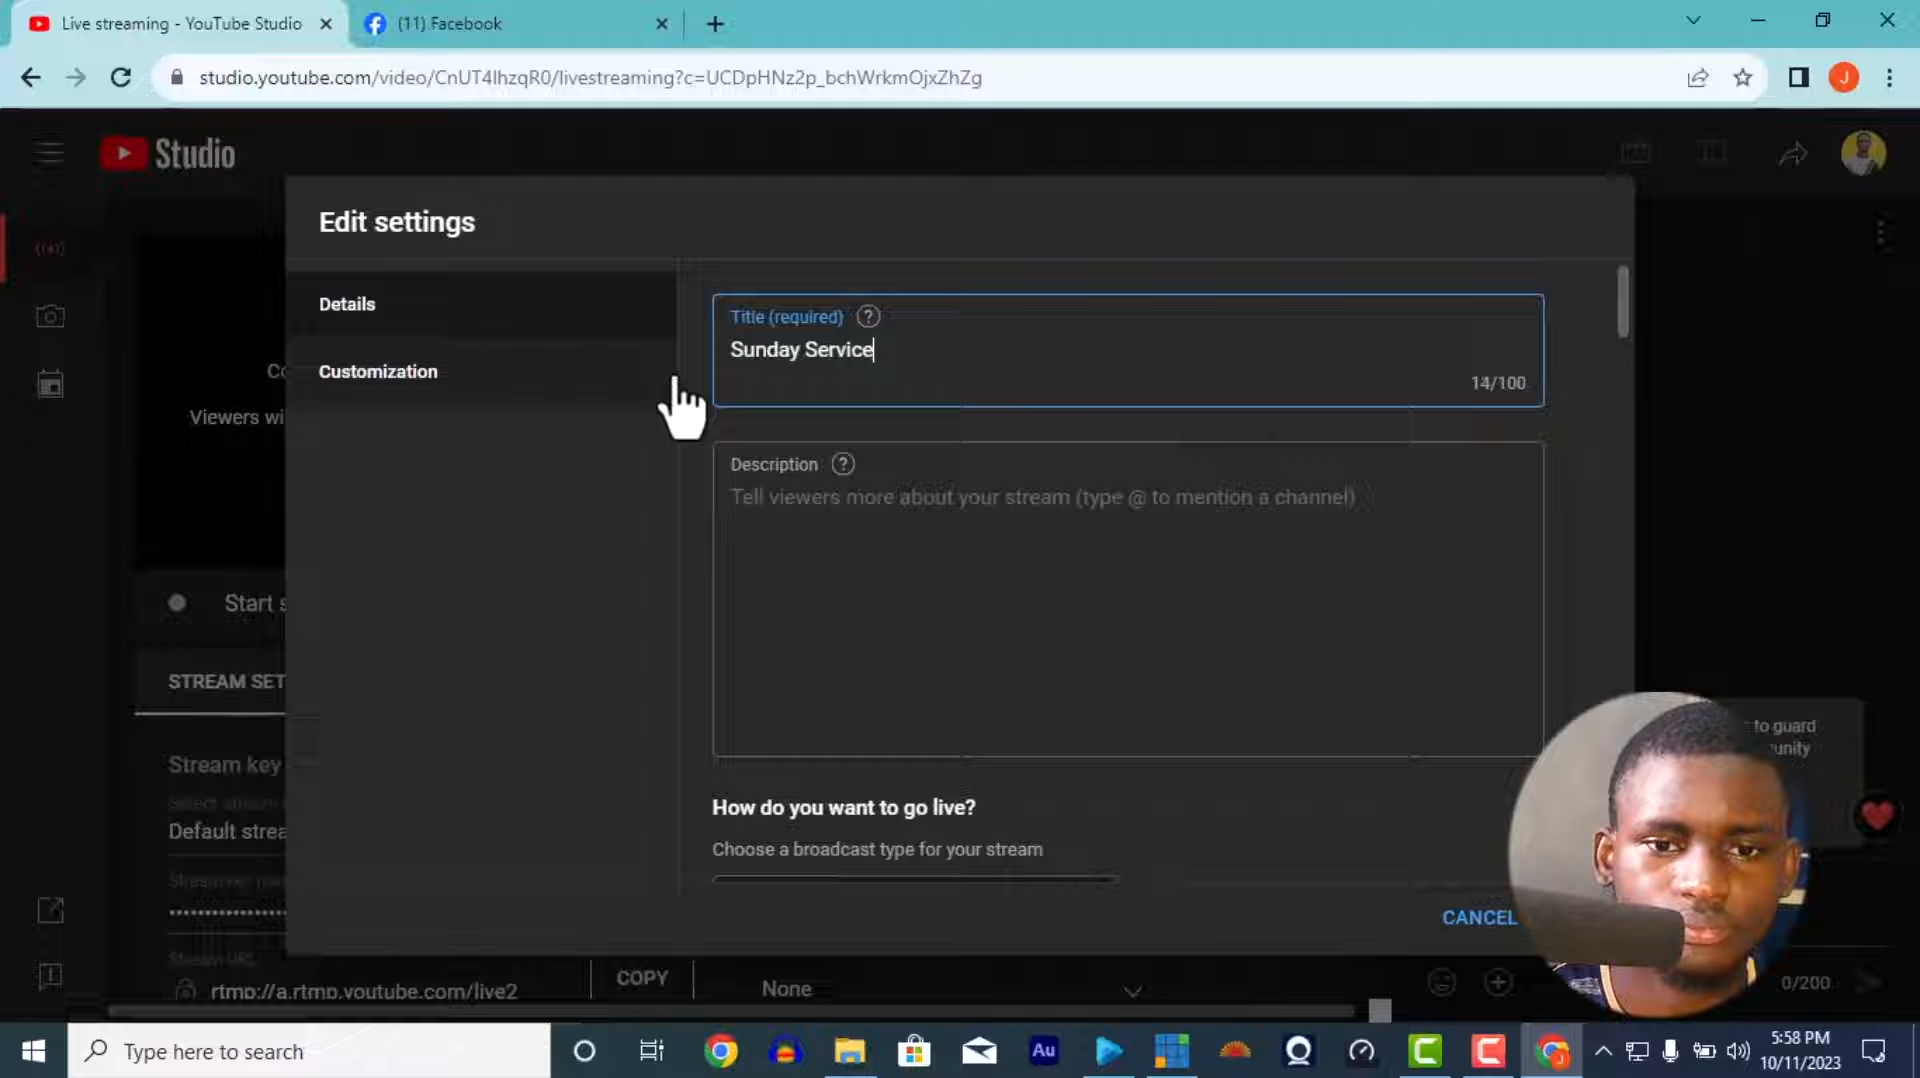 Live streaming - YouTube Studio
(11) Facebook
studio.youtube.com/video/CnUT4lhzqR0/livestreaming?c=UCDpHNz2p_bchWrkmOjxZhZg
J
Studio
Edit settings
Details
Customization
Title (required)
Sunday Service
14/100
Description
Tell viewers more about your stream (type @ to mention a channel)
How do you want to go live?
Choose a broadcast type for your stream
CANCEL
Viewers wi
Start s
STREAM SET
Stream key
Default strea
Stream URL
rtmp://a.rtmp.youtube.com/live2
COPY
None
to guard
0/200
Type here to search
Au
5:58 PM
10/11/2023